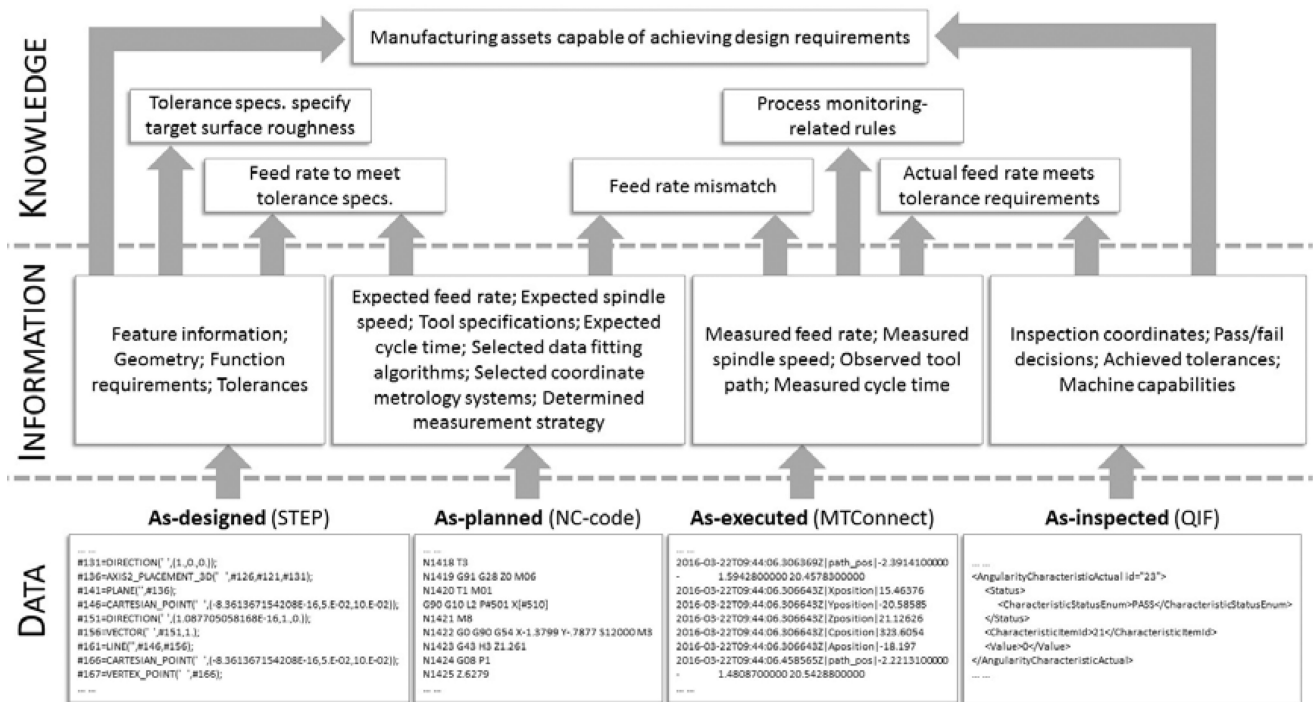 KNOWLEDGE
Manufacturing assets capable of achieving design requirements
Tolerance specs. specify
target surface roughness
Process monitoring-
related rules
Feed rate to meet
tolerance specs.
Feed rate mismatch
Actual feed rate meets
tolerance requirements
INFORMATION
Feature information;
Geometry; Function
requirements; Tolerances
Expected feed rate; Expected spindle
speed; Tool specifications; Expected
cycle time; Selected data fitting
algorithms; Selected coordinate
metrology systems; Determined
measurement strategy
Measured feed rate; Measured
spindle speed; Observed tool
path; Measured cycle time
Inspection coordinates; Pass/fail
decisions; Achieved tolerances;
Machine capabilities
DATA
As-designed (STEP)
... ...
#131=DIRECTION(' ',(1.,0.,0.));
#136=AXIS2_PLACEMENT_3D(' ',#126,#121,#131);
#141=PLANE('',#136);
#146=CARTESIAN_POINT(' ',(-8.361367154208E-16,5.E-02,10.E-02));
#151=DIRECTION(' ',(1.087705058168E-16,1.,0.));
#156=VECTOR(' ',#151,1.);
#161=LINE('',#146,#156);
#166=CARTESIAN_POINT(' ',(-8.361367154208E-16,5.E-02,10.E-02));
#167=VERTEX_POINT(' ',#166);
... ...
As-planned (NC-code)
... ...
N1418 T3
N1419 G91 G28 Z0 M06
N1420 T1 M01
G90 G10 L2 P#501 X[#510]
N1421 M8
N1422 G0 G90 G54 X-1.3799 Y-.7877 S12000 M3
N1423 G43 H3 Z1.261
N1424 G08 P1
N1425 Z.6279
... ...
As-executed (MTConnect)
... ...
2016-03-22T09:44:06.306369Z|path_pos|-2.3914100000
- 1.5942800000 20.4578300000
2016-03-22T09:44:06.306643Z|Xposition|15.46376
2016-03-22T09:44:06.306643Z|Yposition|-20.58585
2016-03-22T09:44:06.306643Z|Zposition|21.12626
2016-03-22T09:44:06.306643Z|Cposition|323.6054
2016-03-22T09:44:06.306643Z|Aposition|-18.197
2016-03-22T09:44:06.458565Z|path_pos|-2.2213100000
- 1.4808700000 20.5428800000
... ...
As-inspected (QIF)
... ...
<AngularityCharacteristicActual id="23">
<Status>
<CharacteristicStatusEnum>PASS</CharacteristicStatusEnum>
</Status>
<CharacteristicItemId>21</CharacteristicItemId>
<Value>0</Value>
</AngularityCharacteristicActual>
... ...